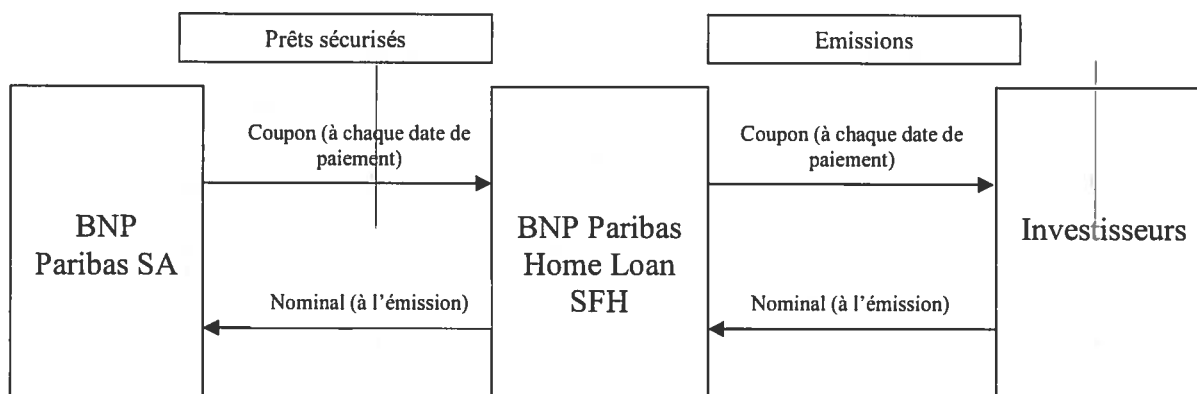 Prêts sécurisés
Emissions
Coupon (à chaque date de
paiement)
Coupon (à chaque date de
paiement)
BNP
Paribas SA
BNP Paribas
Home Loan
SFH
Investisseurs
Nominal (à l'émission)
Nominal (à l'émission)